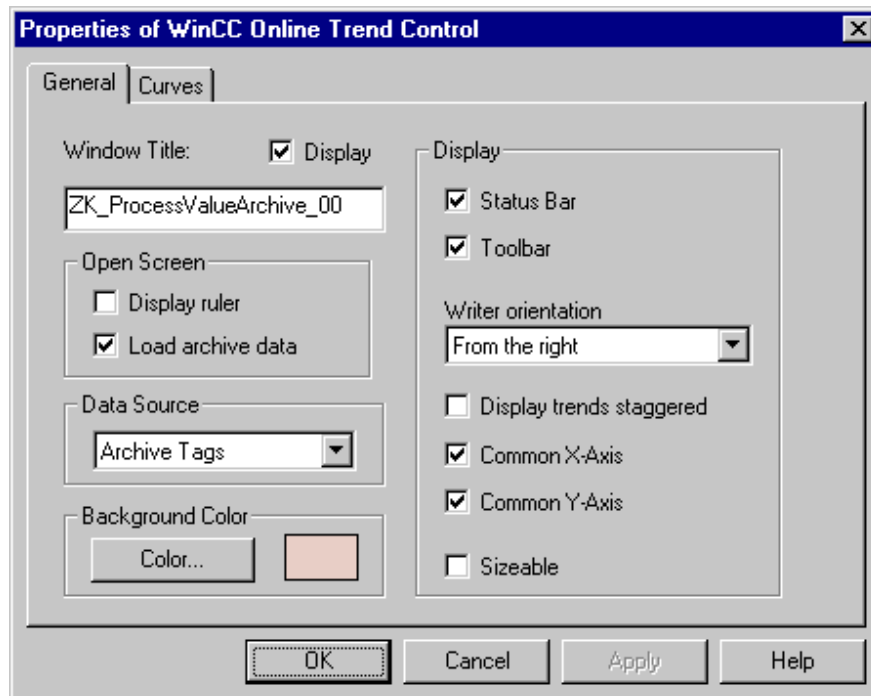 Properties of WinCC Online Trend Control
General
Curves
Window Title:
Display
ZK_ProcessValueArchive_00
Open Screen
Display ruler
Load archive data
Data Source
Archive Tags
Background Color
Color...
Display
Status Bar
Toolbar
Writer orientation
From the right
Display trends staggered
Common X-Axis
Common Y-Axis
Sizeable
OK
Cancel
Apply
Help